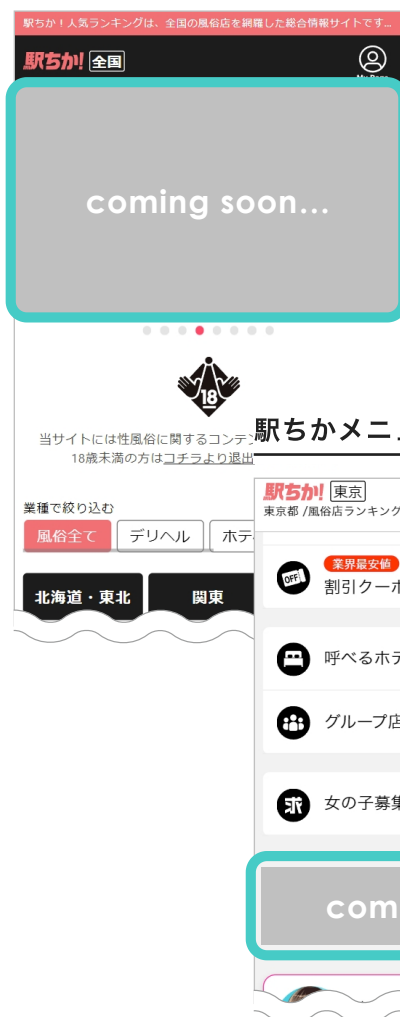 駅ちか！人気ランキングは、全国の風俗店を網羅した総合情報サイトです...
駅ちか! 全国
My Page
coming soon...
18
当サイトには性風俗に関するコンテン
18歳未満の方はコチラより退出
業種で絞り込む
風俗全て デリヘル ホテ
北海道・東北 関東
駅ちかメニュ
駅ちか! 東京
東京都 /風俗店ランキング
OFF 業界最安値
割引クーポ
呼べるホテ
グループ店
求 女の子募集
com